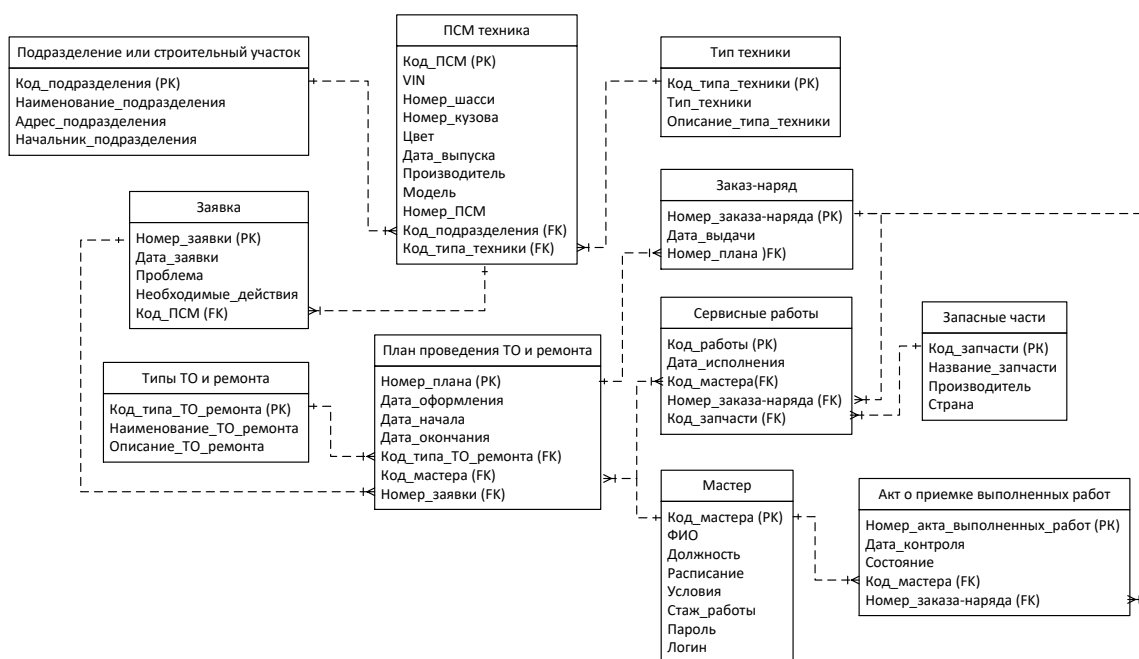 Подразделение или строительный участок
Код_подразделения (PK)
Наименование_подразделения
Адрес_подразделения
Начальник_подразделения
ПСМ техника
Код_ПСМ (PK)
VIN
Номер_шасси
Номер_кузова
Цвет
Дата_выпуска
Производитель
Модель
Номер_ПСМ
Код_подразделения (FK)
Код_типа_техники (FK)
Тип техники
Код_типа_техники (PK)
Тип_техники
Описание_типа_техники
Заявка
Номер_заявки (PK)
Дата_заявки
Проблема
Необходимые_действия
Код_ПСМ (FK)
Заказ-наряд
Номер_заказа-наряда (PK)
Дата_выдачи
Номер_плана )FK)
Типы ТО и ремонта
Код_типа_ТО_ремонта (PK)
Наименование_ТО_ремонта
Описание_ТО_ремонта
План проведения ТО и ремонта
Номер_плана (PK)
Дата_оформления
Дата_начала
Дата_окончания
Код_типа_ТО_ремонта (FK)
Код_мастера (FK)
Номер_заявки (FK)
Сервисные работы
Код_работы (PK)
Дата_исполнения
Код_мастера(FK)
Номер_заказа-наряда (FK)
Код_запчасти (FK)
Запасные части
Код_запчасти (PK)
Название_запчасти
Производитель
Страна
Мастер
Код_мастера (PK)
ФИО
Должность
Расписание
Условия
Стаж_работы
Пароль
Логин
Акт о приемке выполненных работ
Номер_акта_выполненных_работ (PK)
Дата_контроля
Состояние
Код_мастера (FK)
Номер_заказа-наряда (FK)